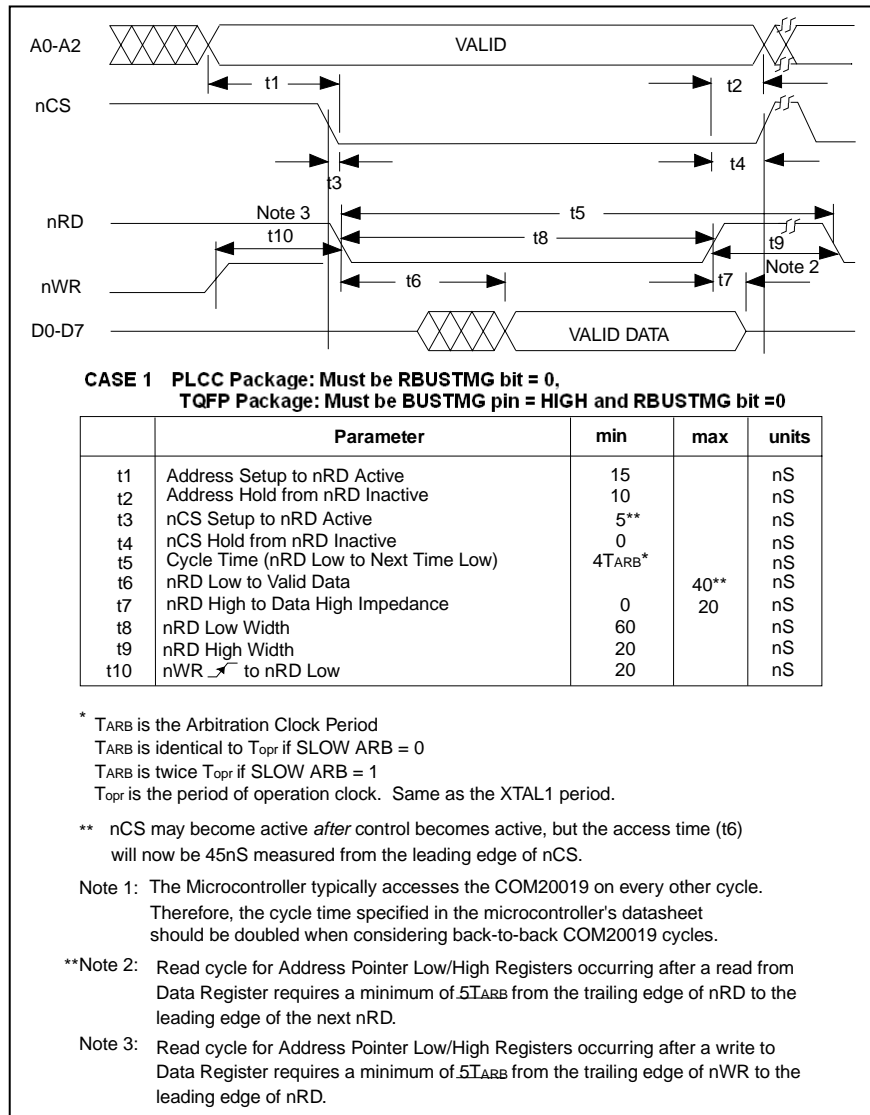 A0-A2
VALID
t1
t2
nCS
t3
t4
nRD
Note 3
t5
t8
t10
t9
nWR
t6
t7
Note 2
D0-D7
VALID DATA
CASE 1 PLCC Package: Must be RBUSTMG bit = 0,
TQFP Package: Must be BUSTMG pin = HIGH and RBUSTMG bit =0
Parameter min max units
t1 Address Setup to nRD Active 15 nS
t2 Address Hold from nRD Inactive 10 nS
t3 nCS Setup to nRD Active 5** nS
t4 nCS Hold from nRD Inactive 0 nS
t5 Cycle Time (nRD Low to Next Time Low) 4TARB* nS
t6 nRD Low to Valid Data 40** nS
t7 nRD High to Data High Impedance 0 20 nS
t8 nRD Low Width 60 nS
t9 nRD High Width 20 nS
t10 nWR to nRD Low 20 nS
* TARB is the Arbitration Clock Period
TARB is identical to Topr if SLOW ARB = 0
TARB is twice Topr if SLOW ARB = 1
Topr is the period of operation clock. Same as the XTAL1 period.
** nCS may become active after control becomes active, but the access time (t6)
will now be 45nS measured from the leading edge of nCS.
Note 1: The Microcontroller typically accesses the COM20019 on every other cycle.
Therefore, the cycle time specified in the microcontroller's datasheet
should be doubled when considering back-to-back COM20019 cycles.
**Note 2: Read cycle for Address Pointer Low/High Registers occurring after a read from
Data Register requires a minimum of 5TARB from the trailing edge of nRD to the
leading edge of the next nRD.
Note 3: Read cycle for Address Pointer Low/High Registers occurring after a write to
Data Register requires a minimum of 5TARB from the trailing edge of nWR to the
leading edge of nRD.